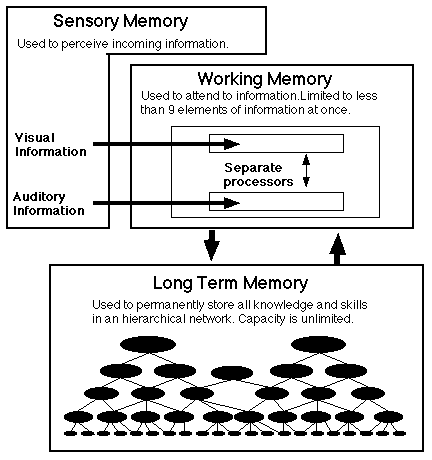 Sensory Memory
Used to perceive incoming information.
Working Memory
Used to attend to information.Limited to less
than 9 elements of information at once.
Visual
Information
Separate
processors
Auditory
Information
Long Term Memory
Used to permanently store all knowledge and skills
in an hierarchical network. Capacity is unlimited.